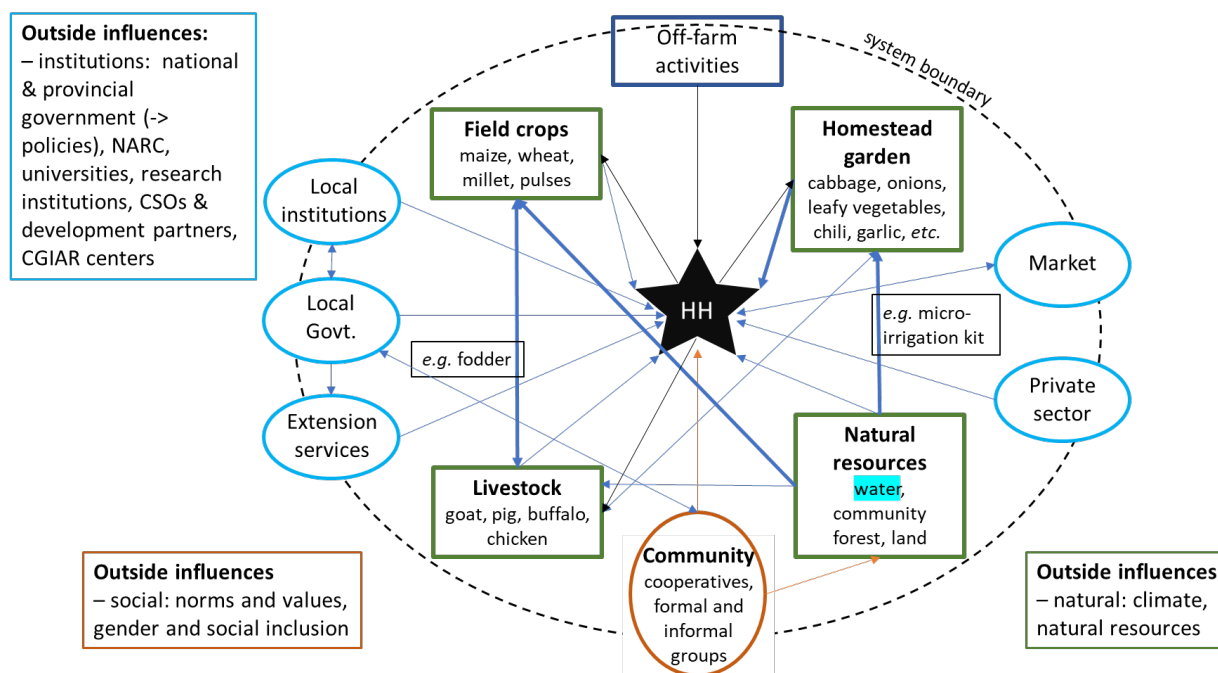 Outside influences:
– institutions: national
& provincial
government (->
policies), NARC,
universities, research
institutions, CSOs &
development partners,
CGIAR centers
Off-farm
activities
system boundary
Field crops
maize, wheat,
millet, pulses
Homestead
garden
cabbage, onions,
leafy vegetables,
chili, garlic, etc.
Local
institutions
Market
HH
Local
Govt.
e.g. fodder
e.g. micro-
irrigation kit
Private
sector
Extension
services
Livestock
goat, pig, buffalo,
chicken
Natural
resources
water,
community
forest, land
Community
cooperatives,
formal and
informal
groups
Outside influences
– social: norms and values,
gender and social inclusion
Outside influences
– natural: climate,
natural resources